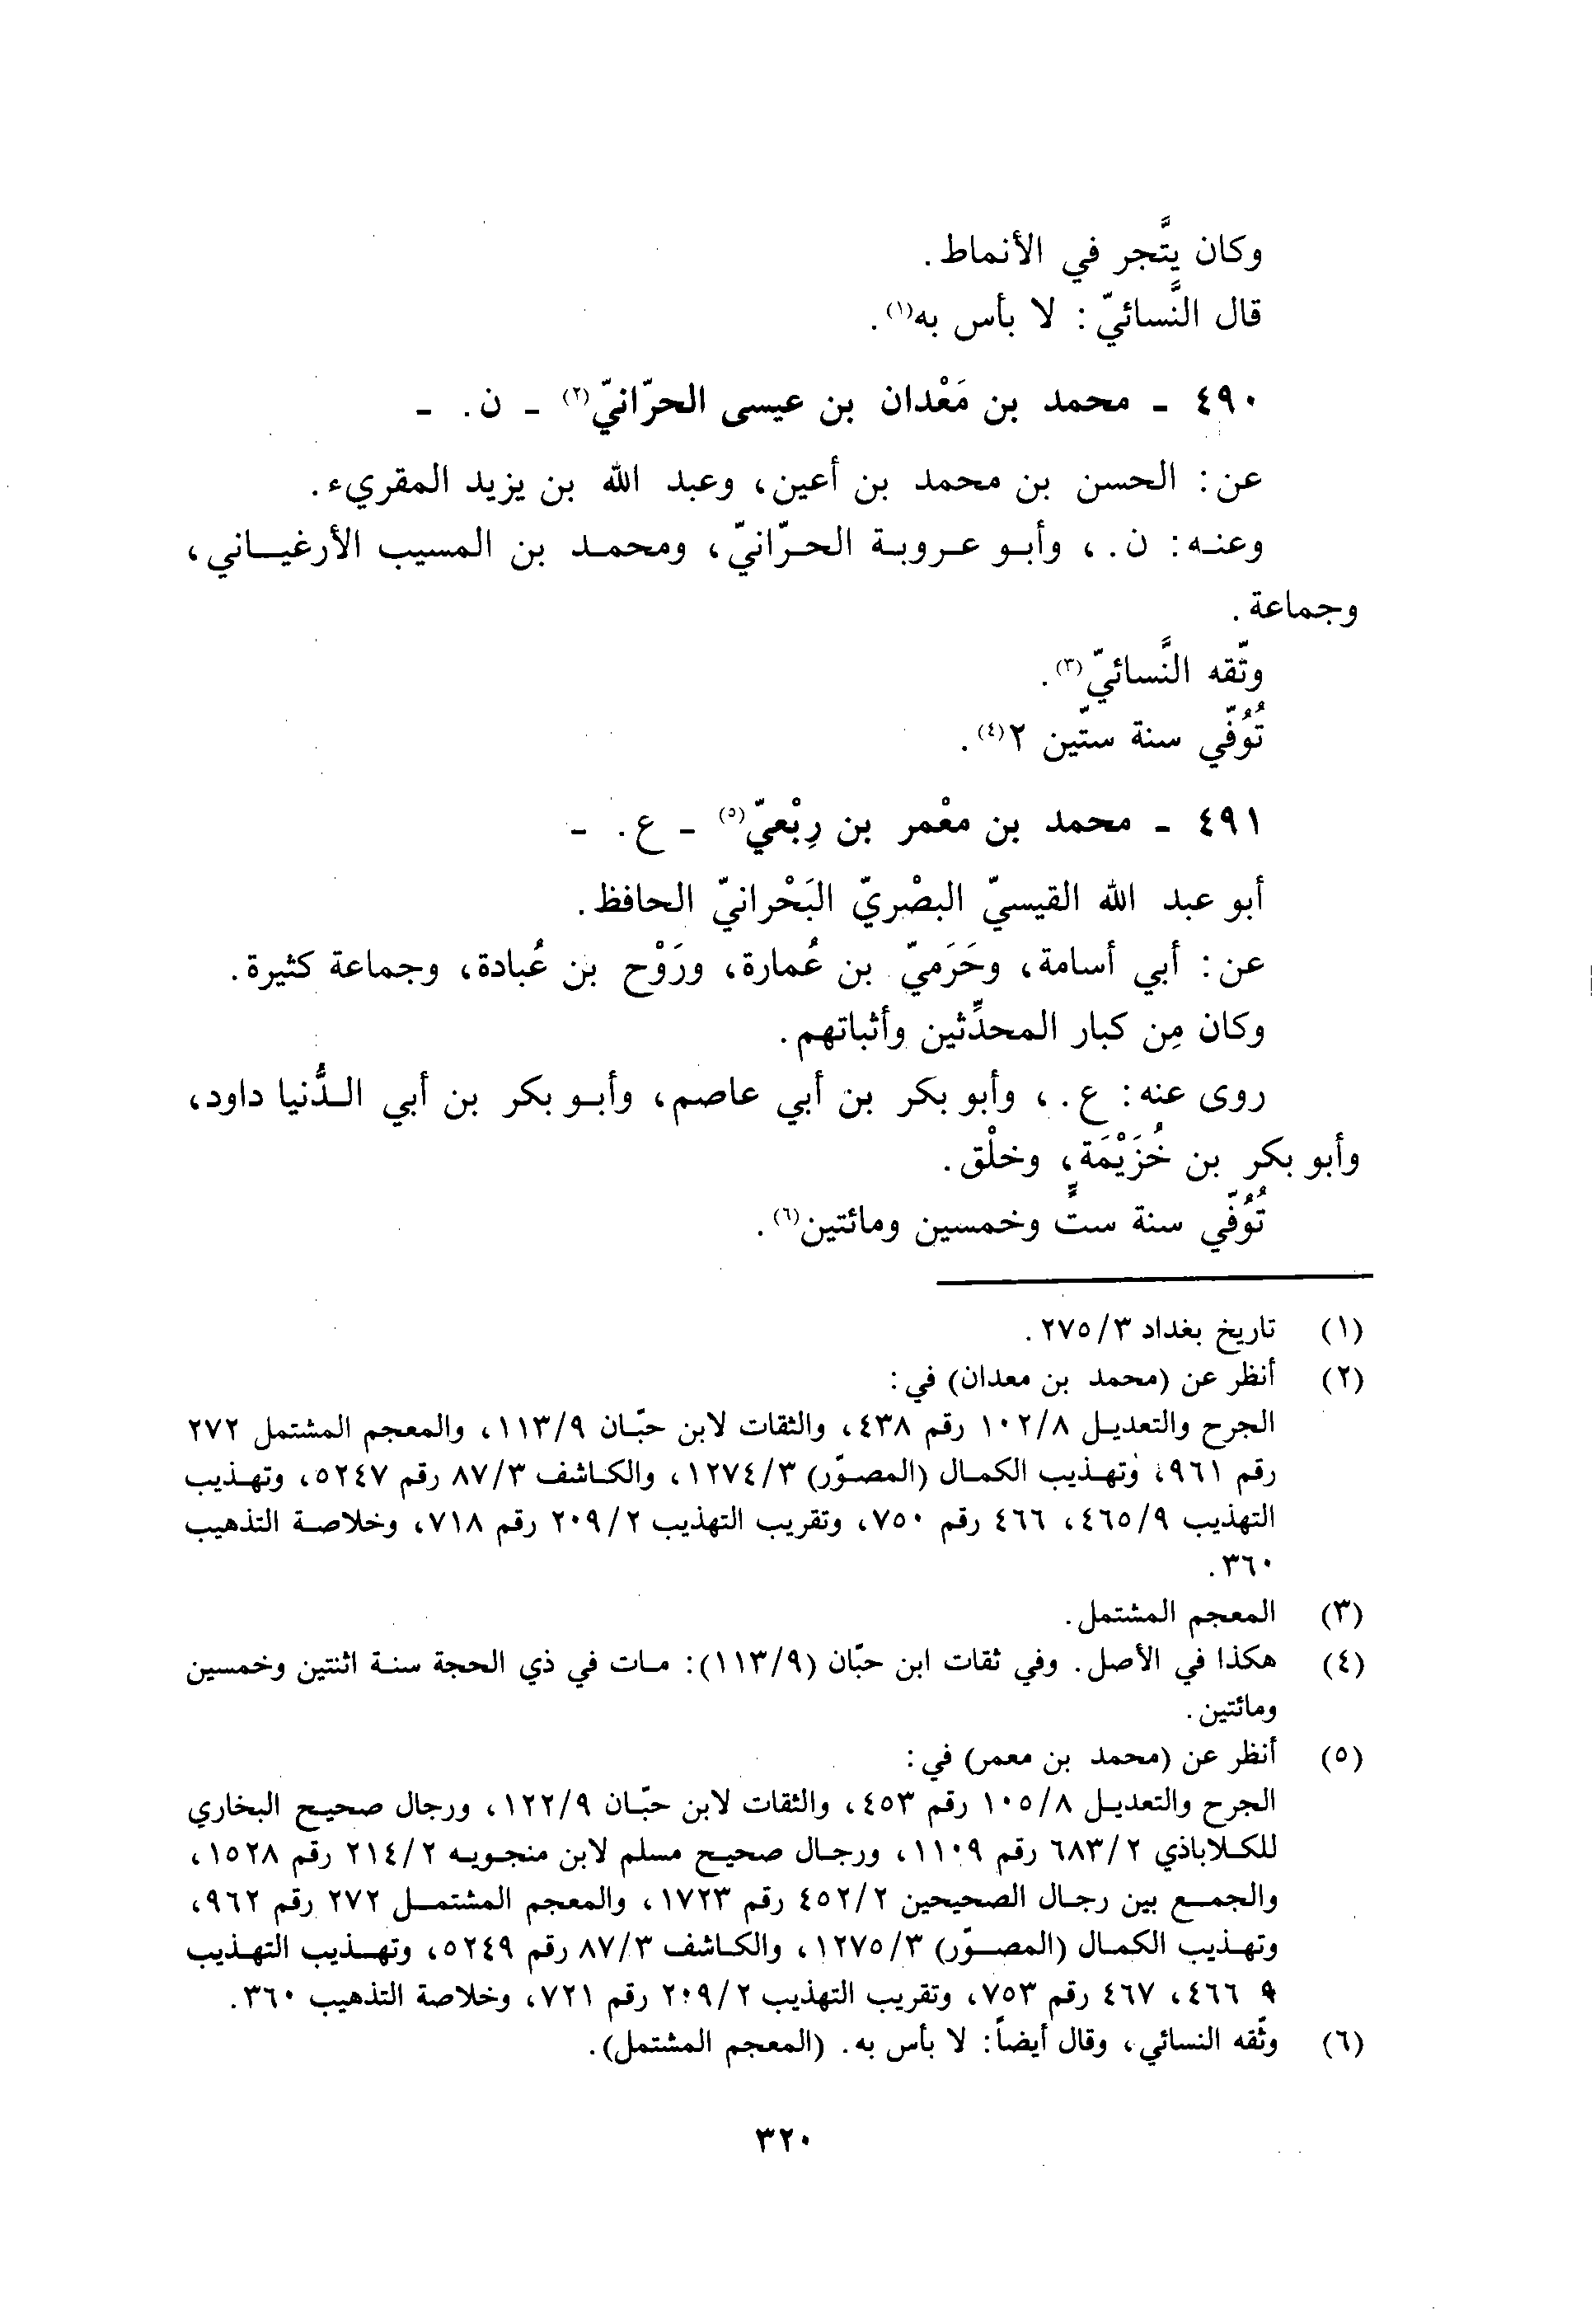 وكان يتَّجر في الأنماط.
قال النَّسائيّ: لا بأس به(١).
٤٩٠ - محمد بن مَعْدان بن عيسى الحرّانيّ(٢) - ن. -
عن: الحسن بن محمد بن أعين، وعبد الله بن يزيد المقريء.
وعنه: ن.، وأبو عروبة الحرّانيّ، ومحمد بن المسيب الأرغياني،
وجماعة.
وثّقه النَّسائيّ(٣).
تُوُفّي سنة ستّين ٢(٤).
٤٩١ - محمد بن معْمر بن رِبْعيّ(٥) - ع. -
أبو عبد الله القيسيّ البصْريّ البَحْرانيّ الحافظ.
عن: أبي أسامة، وحَرَميّ بن عُمارة، ورَوْح بن عُبادة، وجماعة كثيرة.
وكان مِن كبار المحدِّثين وأثباتهم.
روى عنه: ع.، وأبو بكر بن أبي عاصم، وأبو بكر بن أبي الدُّنيا داود،
وأبو بكر بن خُزَيْمَة، وخلْق.
تُوُفّي سنة ستٍّ وخمسين ومائتين(٦).
(١) تاريخ بغداد ٣/٢٧٥.
(٢) أنظر عن (محمد بن معدان) في:
الجرح والتعديل ٨/١٠٢ رقم ٤٣٨، والثقات لابن حبّان ٩/١١٣، والمعجم المشتمل ٢٧٢
رقم ٩٦١، وتهذيب الكمال (المصوّر) ٣/١٢٧٤، والكاشف ٣/٨٧ رقم ٥٢٤٧، وتهذيب
التهذيب ٩/٤٦٥، ٤٦٦ رقم ٧٥٠، وتقريب التهذيب ٢/٢٠٩ رقم ٧١٨، وخلاصة التذهيب
٣٦٠.
(٣) المعجم المشتمل.
(٤) هكذا في الأصل. وفي ثقات ابن حبّان (٩/١١٣): مات في ذي الحجة سنة اثنتين وخمسين
ومائتين.
(٥) أنظر عن (محمد بن معمر) في:
الجرح والتعديل ٨/١٠٥ رقم ٤٥٣، والثقات لابن حبّان ٩/١٢٢، ورجال صحيح البخاري
للكلاباذي ٢/٦٨٣ رقم ١١٠٩، ورجال صحيح مسلم لابن منجويه ٢/٢١٤ رقم ١٥٢٨،
والجمع بين رجال الصحيحين ٢/٤٥٢ رقم ١٧٢٣، والمعجم المشتمل ٢٧٢ رقم ٩٦٢،
وتهذيب الكمال (المصوّر) ٣/١٢٧٥، والكاشف ٣/٨٧ رقم ٥٢٤٩، وتهذيب التهذيب
٩ ٤٦٦، ٤٦٧ رقم ٧٥٣، وتقريب التهذيب ٢/٢٠٩ رقم ٧٢١، وخلاصة التذهيب ٣٦٠.
(٦) وثّقه النسائي، وقال أيضاً: لا بأس به. (المعجم المشتمل).
٣٢٠